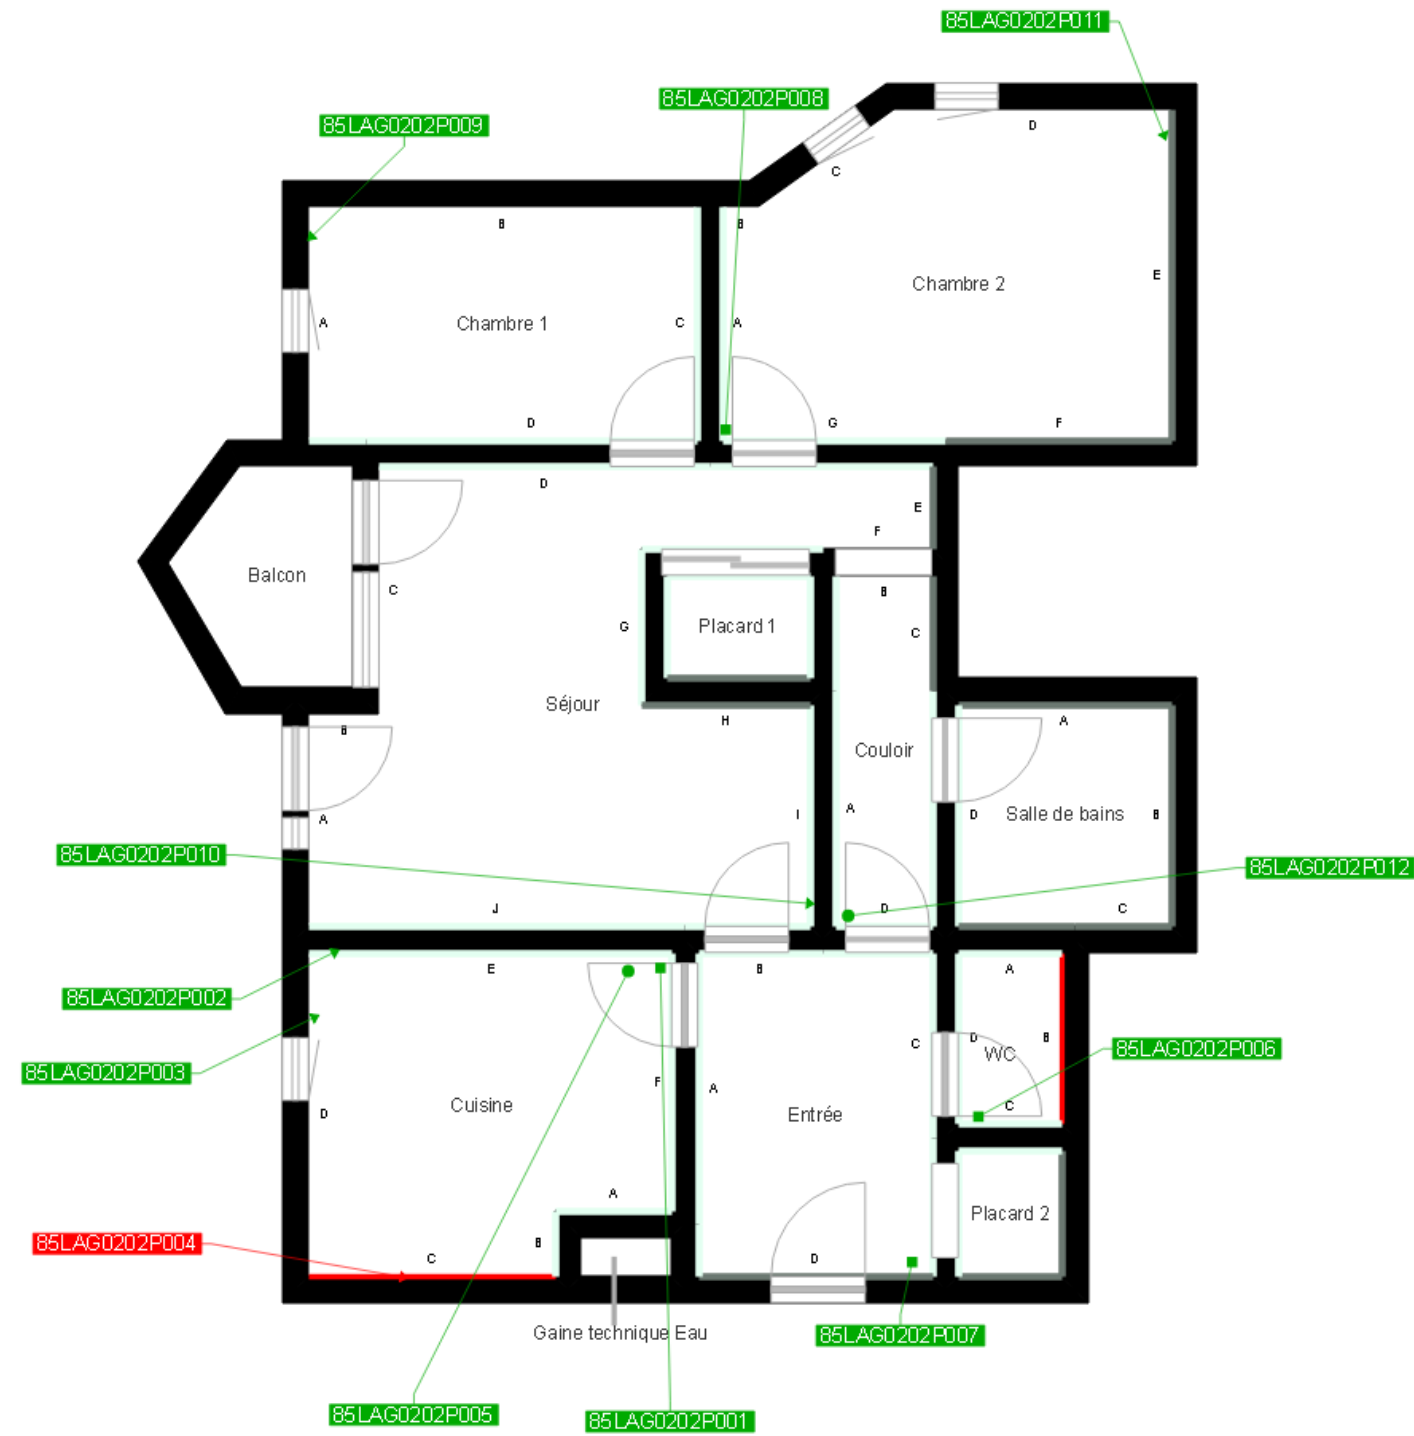 85LAG0202P011
85LAG0202P008
85LAG0202P009
D
C
B
B
E
Chambre 2
Chambre 1
A
C
A
D
G
F
D
E
F
Balcon
C
B
G
Placard 1
C
Séjour
H
A
B
Couloir
A
I
A
D
Salle de bains
B
85LAG0202P010
85LAG0202P012
J
D
C
E
B
A
85LAG0202P002
C
D
B
85LAG0202P006
WC
85LAG0202P003
F
A
Cuisine
C
D
Entrée
A
Placard 2
85LAG0202P004
B
C
D
Gaine technique Eau
85LAG0202P007
85LAG0202P005
85LAG0202P001